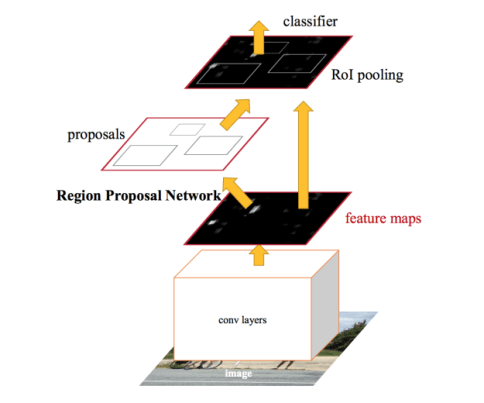 classifier
RoI pooling
proposals
Region Proposal Network
feature maps
conv layers
image